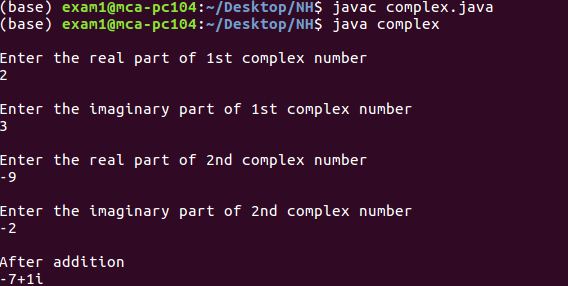 (base) exam1@mca-pc104:~/Desktop/NH$ javac complex.java
(base) exam1@mca-pc104:~/Desktop/NH$ java complex
Enter the real part of 1st complex number
2
Enter the imaginary part of 1st complex number
3
Enter the real part of 2nd complex number
-9
Enter the imaginary part of 2nd complex number
-2
After addition
-7+1i